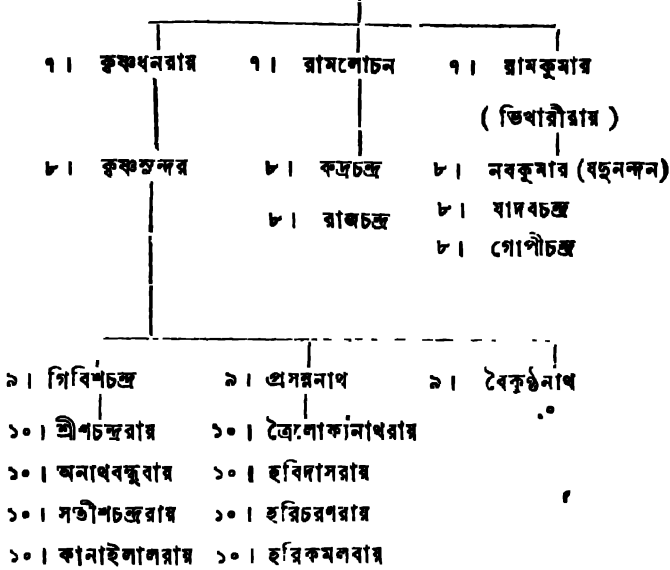 ৭। কৃষ্ণধনরায় ৭। রামলোচন ৭। রামকুমার
( ভিখারীরায় )
৮। কৃষ্ণসুন্দর ৮। রুদ্রচন্দ্র ৮। নবকুমার (যদুনন্দন)
৮। রাজচন্দ্র ৮। যাদবচন্দ্র
৮। গোপীচন্দ্র
৯। গিবিশচন্দ্র ৯। প্রসন্ননাথ ৯। বৈকুণ্ঠনাথ
১০। শ্রীশচন্দ্ররায় ১০। ত্রৈলোক্যনাথরায়
১০। অনাথবন্ধুবায় ১০। হবিদাসরায়
১০। সতীশচন্দ্ররায় ১০। হরিচরণরায়
১০। কানাইলালরায় ১০। হরিকমলবায়